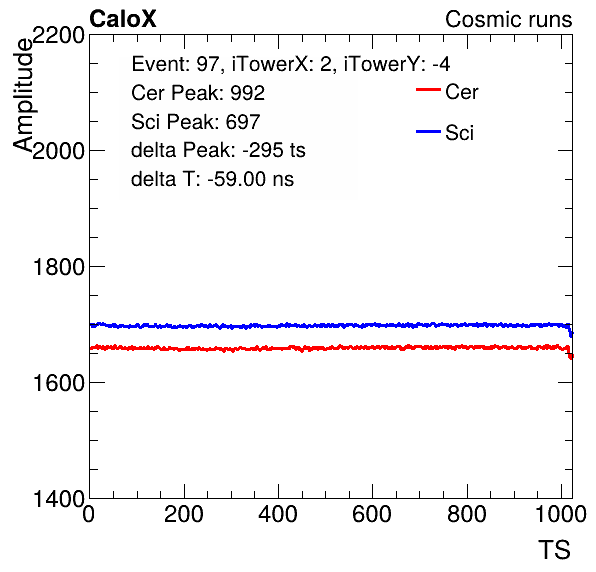 CaloX
Cosmic runs
Amplitude
2200
2000
1800
1600
1400
Event: 97, iTowerX: 2, iTowerY: -4
Cer Peak: 992
Sci Peak: 697
delta Peak: -295 ts
delta T: -59.00 ns
Cer
Sci
0 200 400 600 800 1000
TS